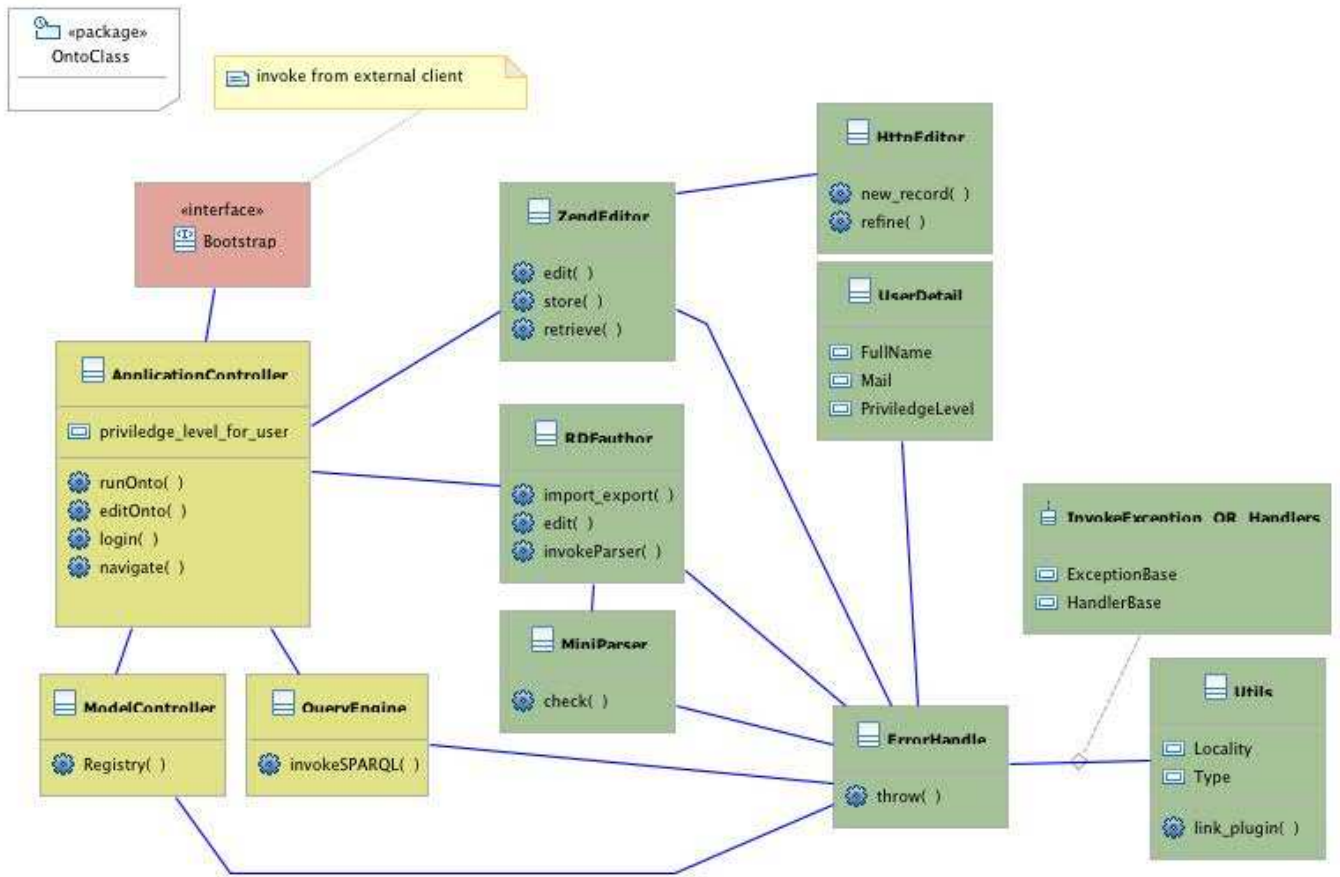 «package»
OntoClass
invoke from external client
«interface»
Bootstrap
ApplicationController
priviledge_level_for_user
runOnto( )
editOnto( )
login( )
navigate( )
ModelController
Registry( )
QueryEngine
invokeSPARQL( )
ZendEditor
edit( )
store( )
retrieve( )
RDFauthor
import_export( )
edit( )
invokeParser( )
MiniParser
check( )
HttpEditor
new_record( )
refine( )
UserDetail
FullName
Mail
PriviledgeLevel
ErrorHandle
throw( )
InvokeException_OR_Handlers
ExceptionBase
HandlerBase
Utils
Locality
Type
link_plugin( )